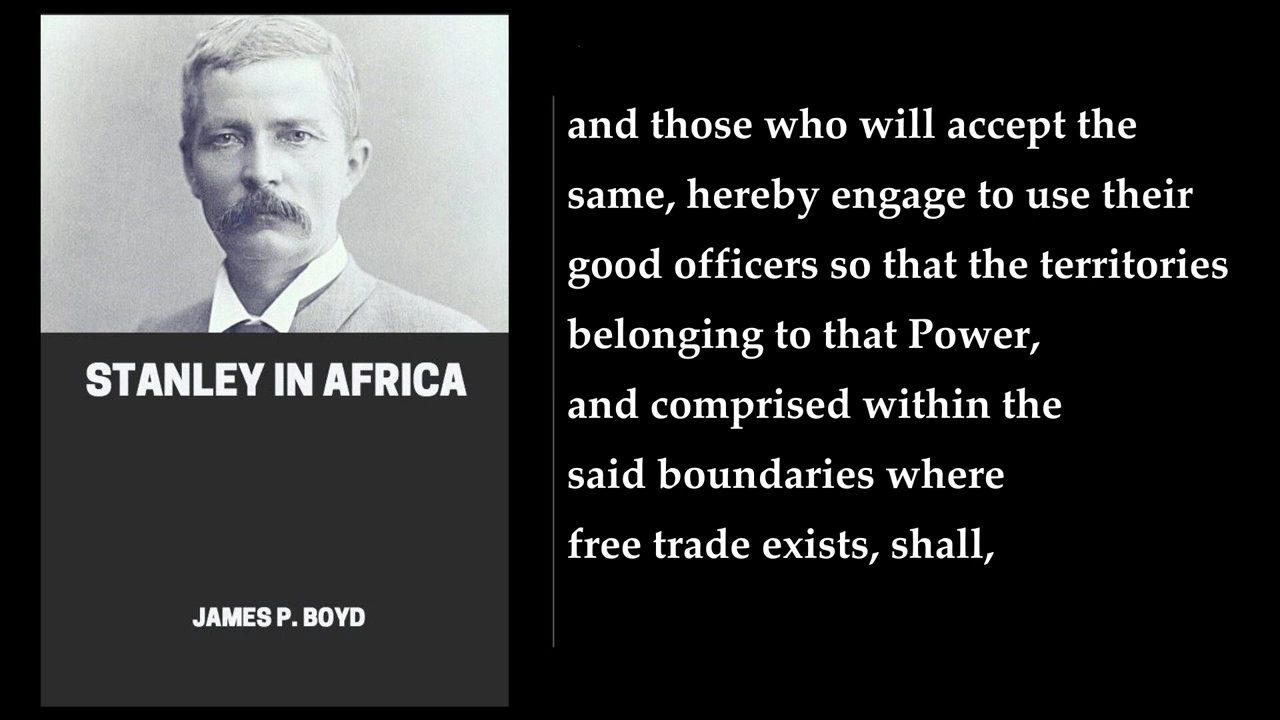 STANLEY IN AFRICA
JAMES P. BOYD
and those who will accept the
same, hereby engage to use their
good officers so that the territories
belonging to that Power,
and comprised within the
said boundaries where
free trade exists, shall,